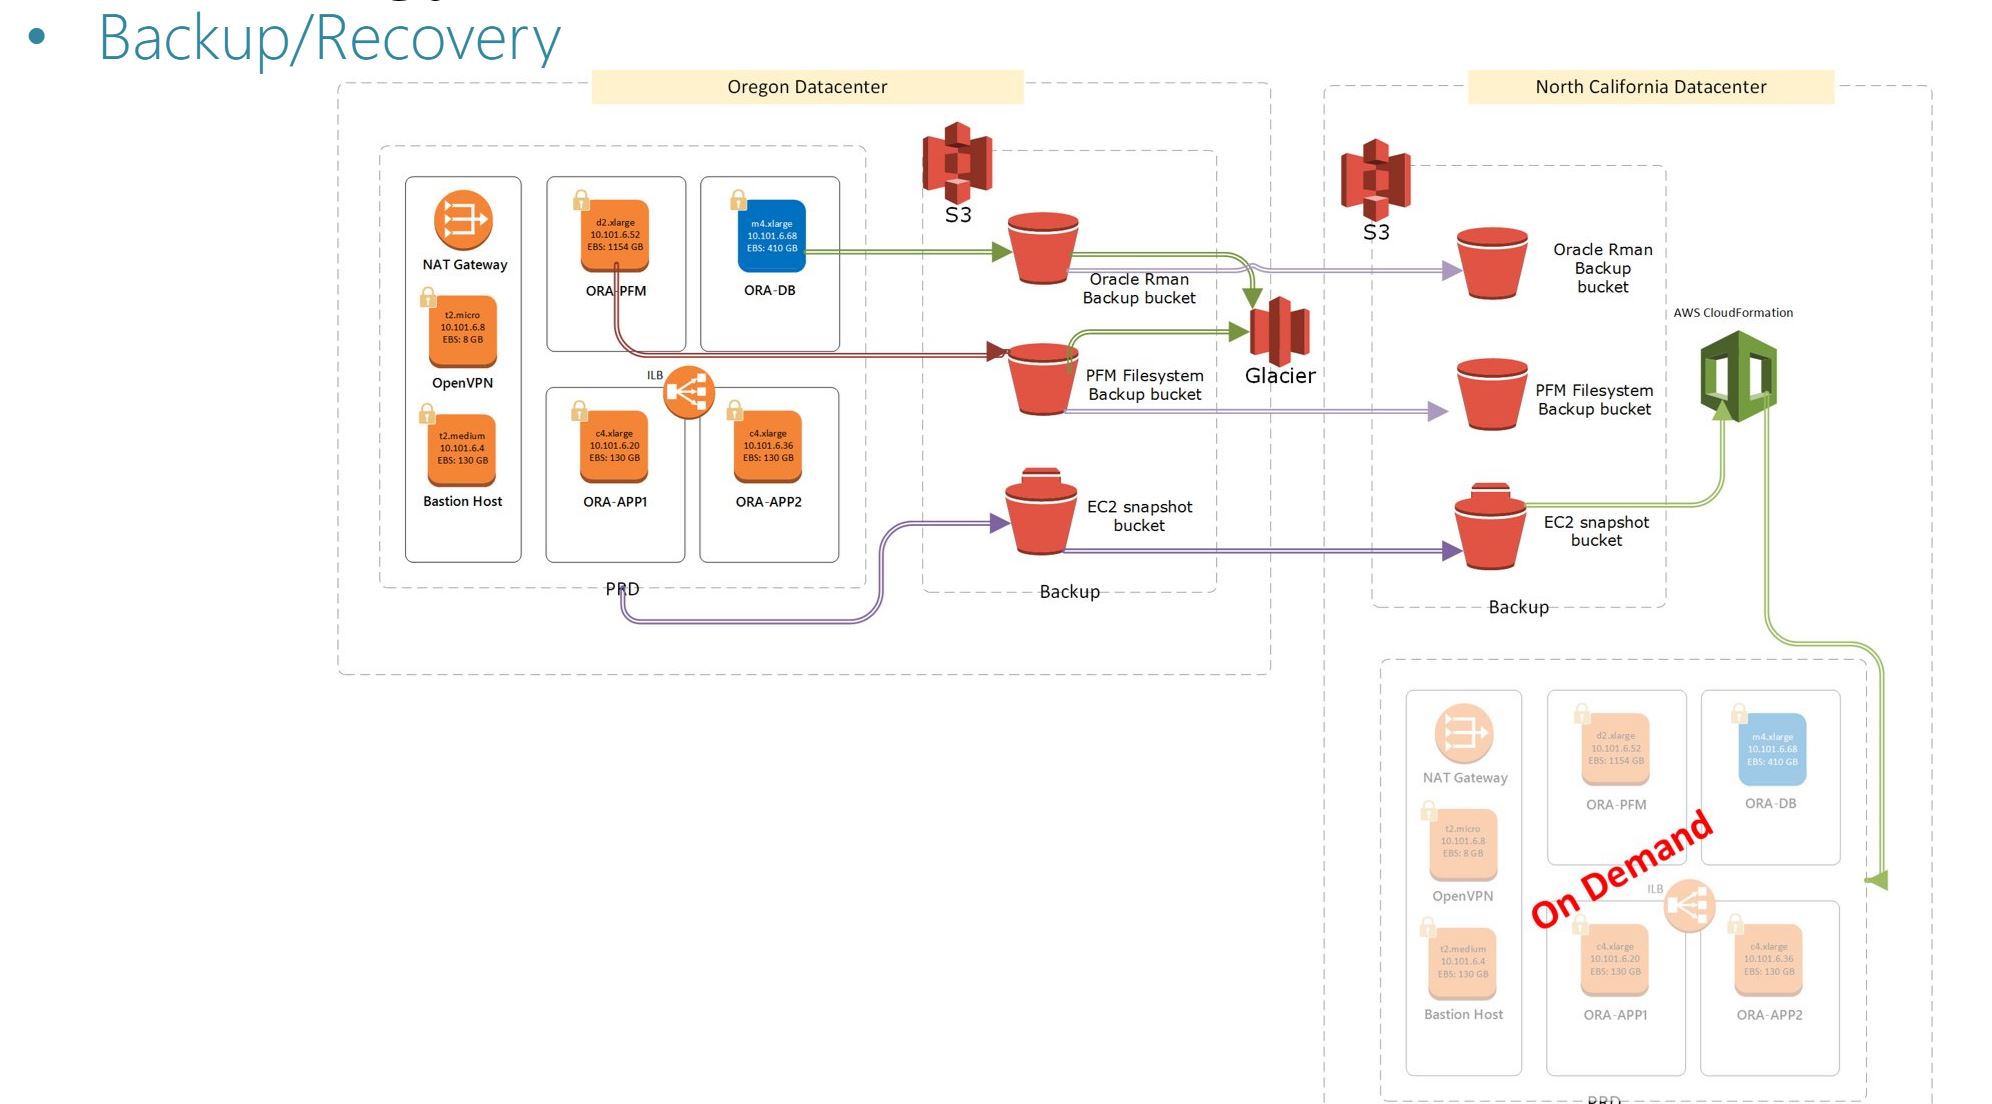 • Backup/Recovery
Oregon Datacenter
NAT Gateway
t2.micro
10.101.6.8
EBS: 8 GB
OpenVPN
t2.medium
10.101.6.4
EBS: 130 GB
Bastion Host
d2.xlarge
10.101.6.52
EBS: 1154 GB
ORA-PFM
m4.xlarge
10.101.6.68
EBS: 410 GB
ORA-DB
ILB
c4.xlarge
10.101.6.20
EBS: 130 GB
ORA-APP1
c4.xlarge
10.101.6.36
EBS: 130 GB
ORA-APP2
PRD
S3
Oracle Rman
Backup bucket
PFM Filesystem
Backup bucket
EC2 snapshot
bucket
Backup
Glacier
North California Datacenter
S3
Oracle Rman
Backup
bucket
PFM Filesystem
Backup bucket
EC2 snapshot
bucket
Backup
AWS CloudFormation
NAT Gateway
t2.micro
10.101.6.8
EBS: 8 GB
OpenVPN
t2.medium
10.101.6.4
EBS: 130 GB
Bastion Host
d2.xlarge
10.101.6.52
EBS: 1154 GB
ORA-PFM
m4.xlarge
10.101.6.68
EBS: 410 GB
ORA-DB
On Demand
ILB
c4.xlarge
10.101.6.20
EBS: 130 GB
ORA-APP1
c4.xlarge
10.101.6.36
EBS: 130 GB
ORA-APP2
PRD